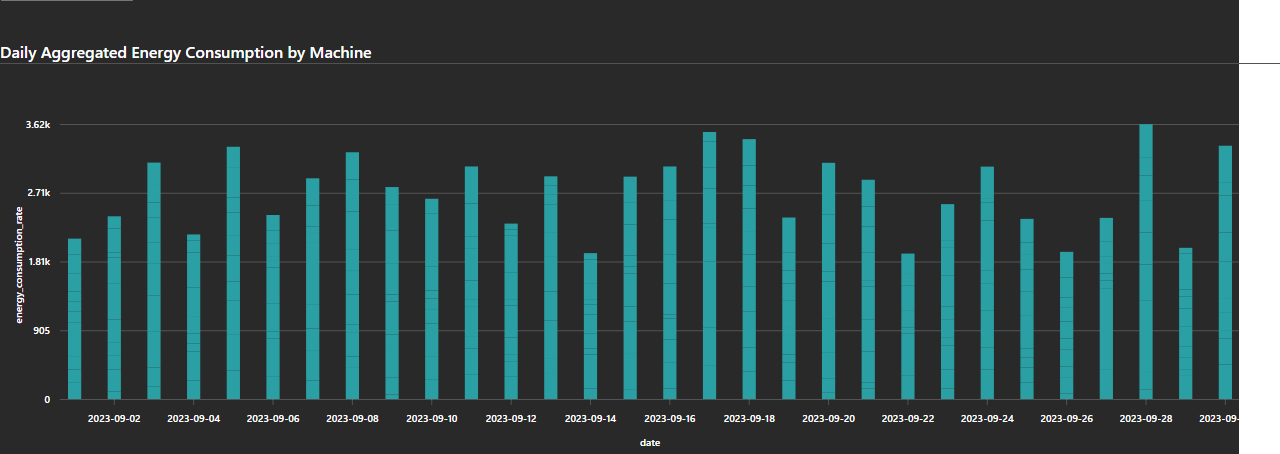 Daily Aggregated Energy Consumption by Machine
3.62k
2.71k
1.81k
905
0
energy_consumption_rate
2023-09-02 2023-09-04 2023-09-06 2023-09-08 2023-09-10 2023-09-12 2023-09-14 2023-09-16 2023-09-18 2023-09-20 2023-09-22 2023-09-24 2023-09-26 2023-09-28 2023-09-
date